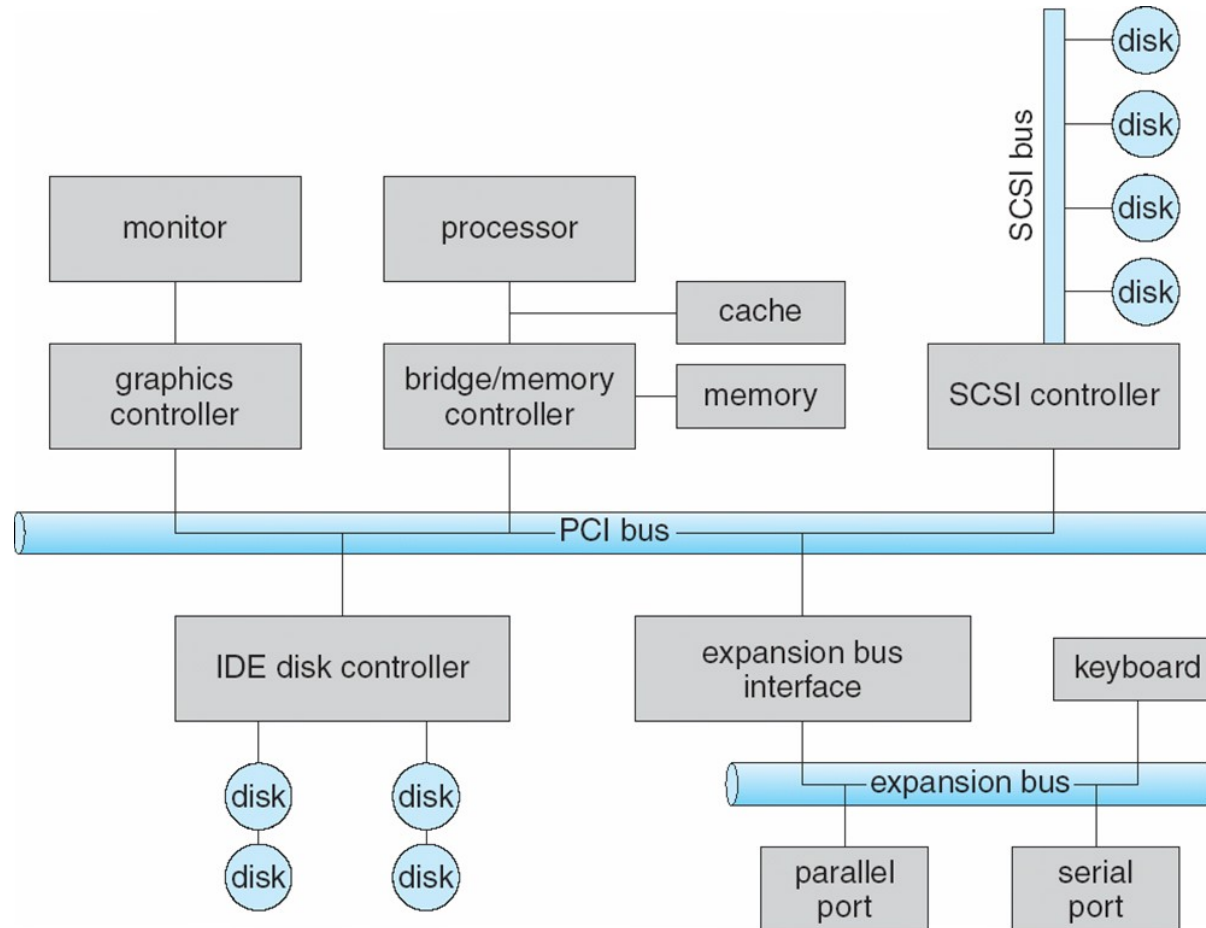 disk
disk
disk
disk
SCSI bus
monitor
processor
cache
graphics
controller
bridge/memory
controller
memory
SCSI controller
PCI bus
IDE disk controller
expansion bus
interface
keyboard
disk
disk
expansion bus
disk
disk
parallel
port
serial
port